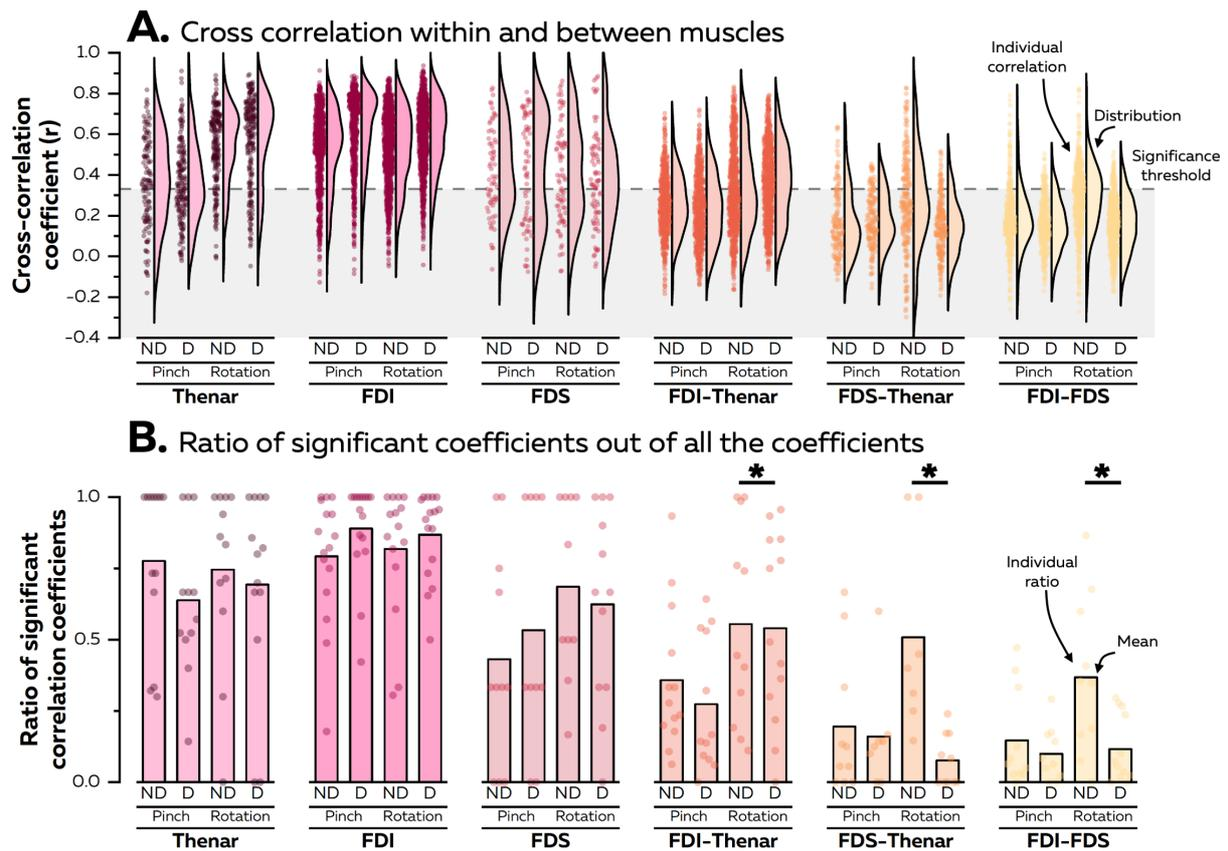 A. Cross correlation within and between muscles
Cross-correlation
coefficient (r)
1.0
0.8
0.6
0.4
0.2
0.0
-0.2
-0.4
Individual
correlation
Distribution
Significance
threshold
ND D ND D ND D ND D ND D ND D ND D ND D ND D ND D ND D ND D
Pinch Rotation Pinch Rotation Pinch Rotation Pinch Rotation Pinch Rotation Pinch Rotation
Thenar FDI FDS FDI-Thenar FDS-Thenar FDI-FDS
B. Ratio of significant coefficients out of all the coefficients
Ratio of significant
correlation coefficients
1.0
0.5
0.0
* * *
Individual
ratio
Mean
ND D ND D ND D ND D ND D ND D ND D ND D ND D ND D ND D ND D
Pinch Rotation Pinch Rotation Pinch Rotation Pinch Rotation Pinch Rotation Pinch Rotation
Thenar FDI FDS FDI-Thenar FDS-Thenar FDI-FDS